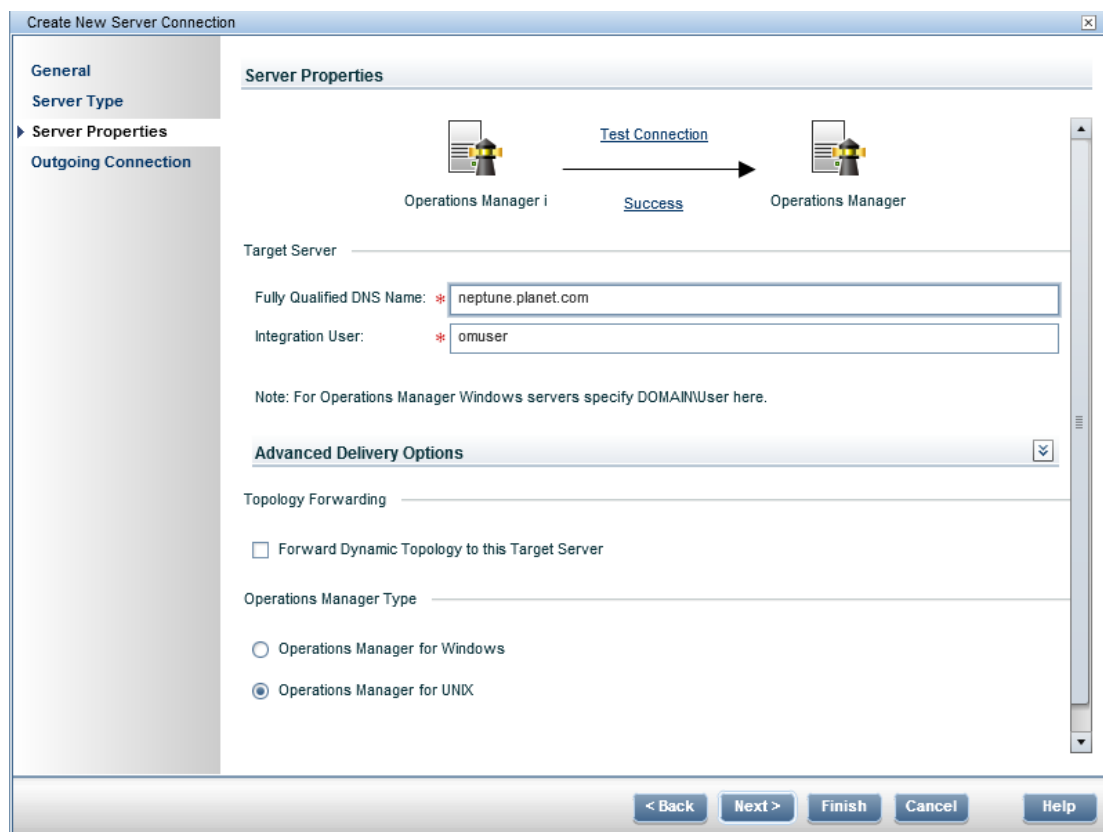 Create New Server Connection
General
Server Type
Server Properties
Outgoing Connection
Server Properties
Test Connection
Operations Manager i
Success
Operations Manager
Target Server
Fully Qualified DNS Name: * neptune.planet.com
Integration User: * omuser
Note: For Operations Manager Windows servers specify DOMAIN\User here.
Advanced Delivery Options
Topology Forwarding
Forward Dynamic Topology to this Target Server
Operations Manager Type
Operations Manager for Windows
Operations Manager for UNIX
< Back Next > Finish Cancel Help